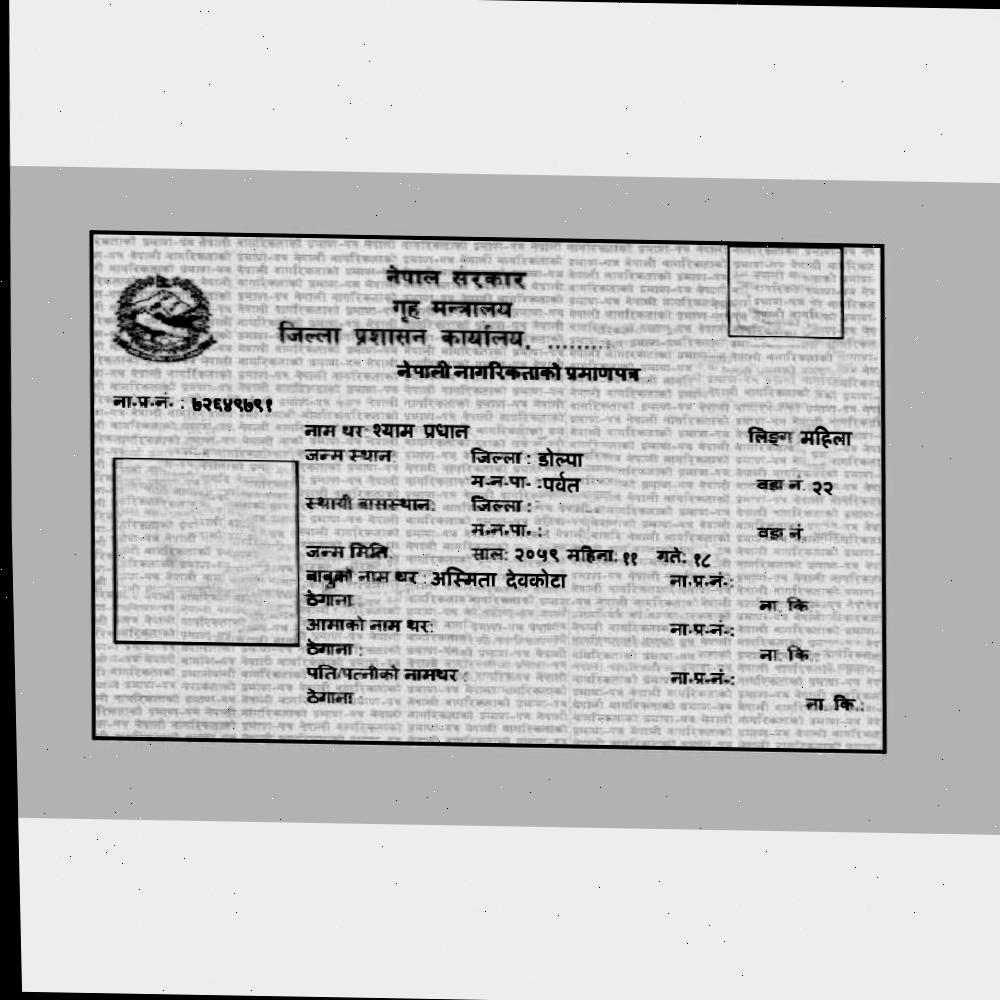 नेपाल सरकार
गृह मन्त्रालय
जिल्ला प्रशासन कार्यालय, .........
नेपाली नागरिकताको प्रमाणपत्र
ना.प्र.नं. : ७२६४९७९१
नाम थर : श्याम प्रधान लिङ्ग महिला
जन्म स्थान: जिल्ला : डोल्पा
म.न.पा. : पर्वत वडा नं. २२
स्थायी बासस्थान: जिल्ला :
म.न.पा. : वडा नं.
जन्म मिति: साल: २०५९ महिना: ११ गते: १८
बाबुको नाम थर : अस्मिता देवकोटा ना.प्र.नं.:
ठेगाना ना. कि.
आमाको नाम थर: ना.प्र.नं.:
ठेगाना : ना. कि.:
पति/पत्नीको नामथर : ना.प्र.नं.:
ठेगाना : ना. कि.: